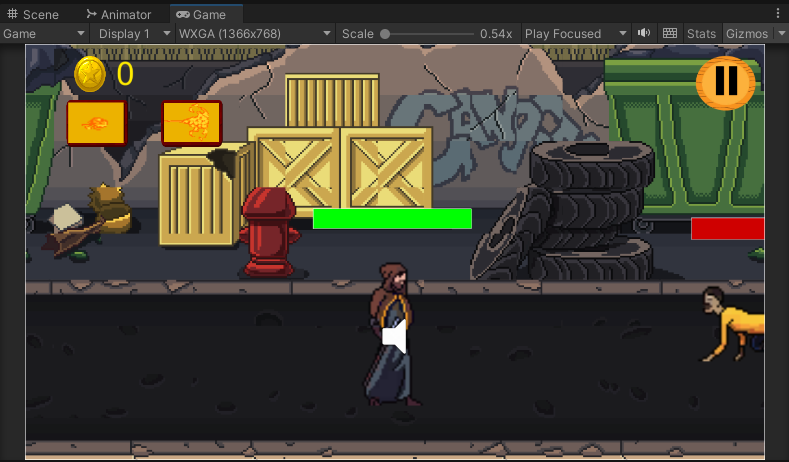 Scene Animator Game
Game Display 1 WXGA (1366x768) Scale 0.54x Play Focused Stats Gizmos
0